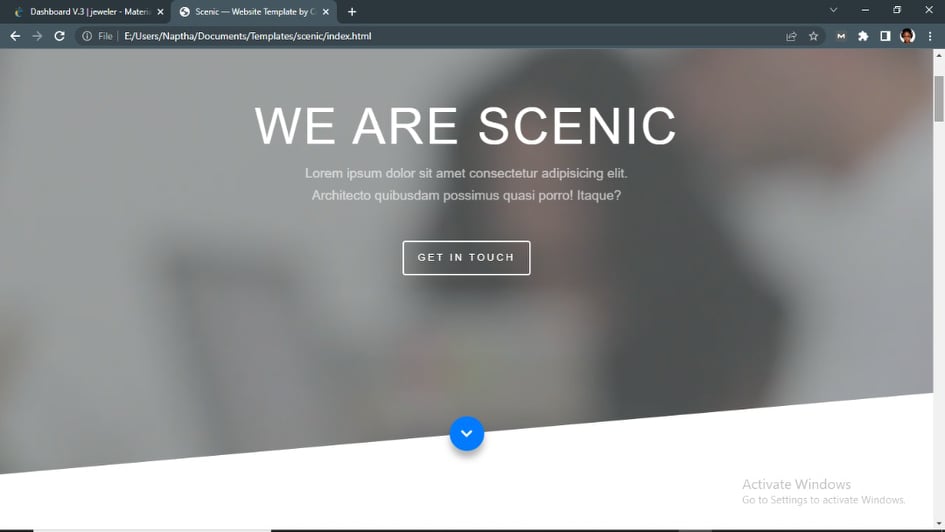 Dashboard V.3 | jeweler - Materia
Scenic — Website Template by C
File
E:/Users/Naptha/Documents/Templates/scenic/index.html
M
WE ARE SCENIC
Lorem ipsum dolor sit amet consectetur adipisicing elit.
Architecto quibusdam possimus quasi porro! Itaque?
GET IN TOUCH
Activate Windows
Go to Settings to activate Windows.